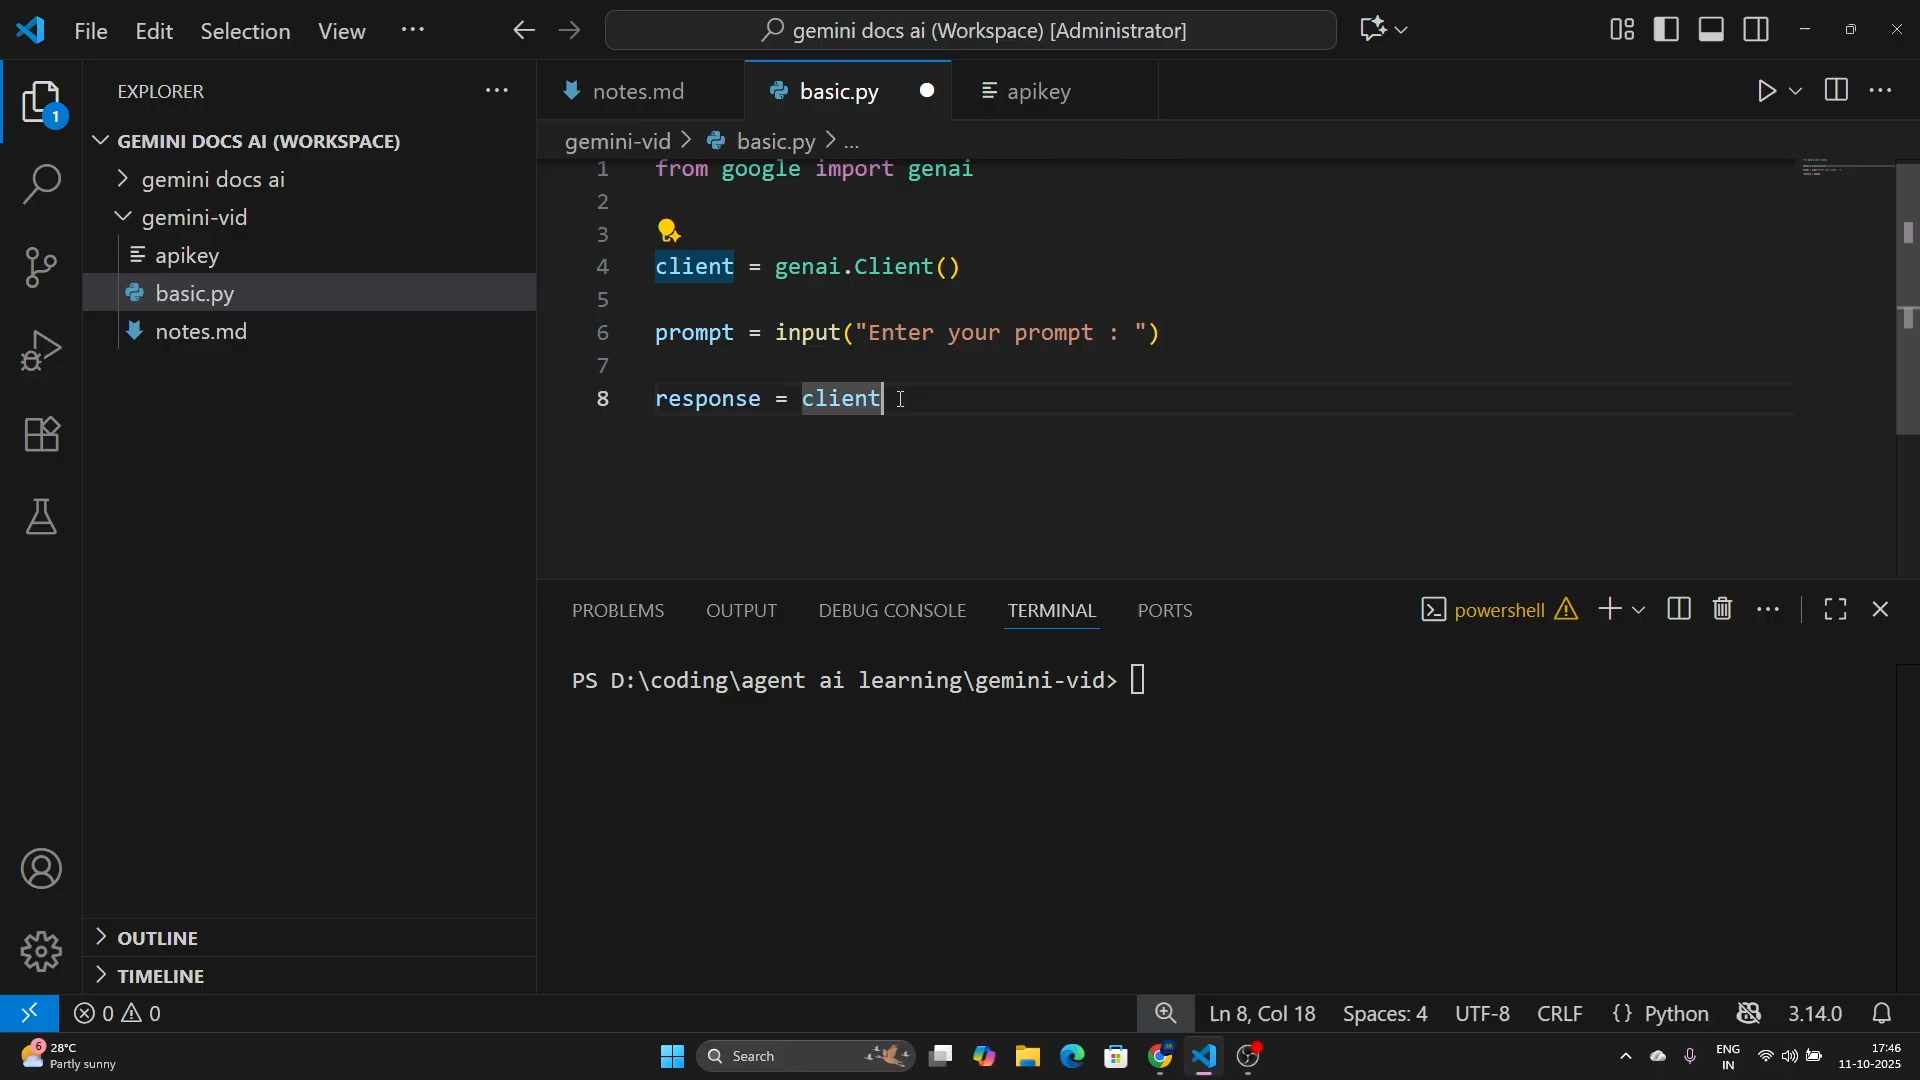 File Edit Selection View ··· gemini docs ai (Workspace) [Administrator]
EXPLORER ···
1
GEMINI DOCS AI (WORKSPACE)
gemini docs ai
gemini-vid
apikey
basic.py
notes.md
OUTLINE
TIMELINE
notes.md basic.py apikey
gemini-vid > basic.py > ...
1 from google import genai
2
3
4 client = genai.Client()
5
6 prompt = input("Enter your prompt : ")
7
8 response = client
PROBLEMS OUTPUT DEBUG CONSOLE TERMINAL PORTS powershell
PS D:\coding\agent ai learning\gemini-vid>
0 0 Ln 8, Col 18 Spaces: 4 UTF-8 CRLF {} Python 3.14.0
6 28°C
Partly sunny
Search
ENG
IN
17:46
11-10-2025